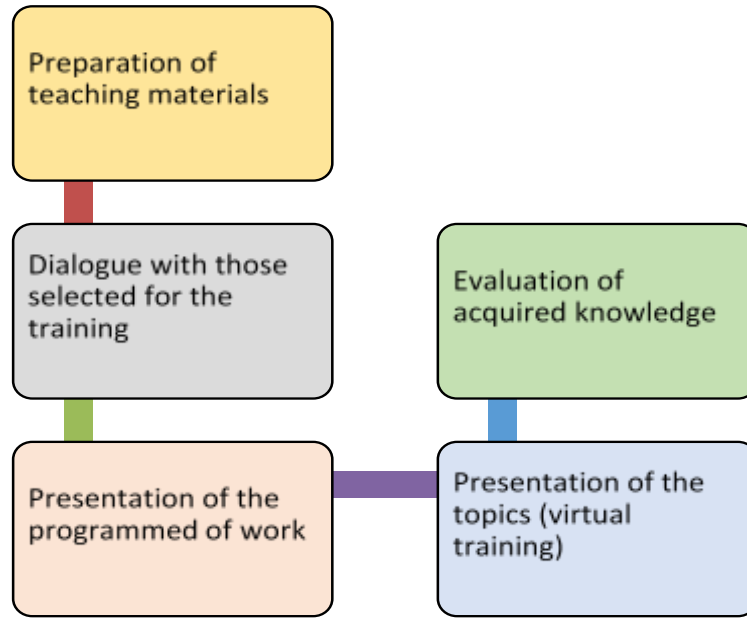 Preparation of
teaching materials
Dialogue with those
selected for the
training
Presentation of the
programmed of work
Presentation of the
topics (virtual
training)
Evaluation of
acquired knowledge